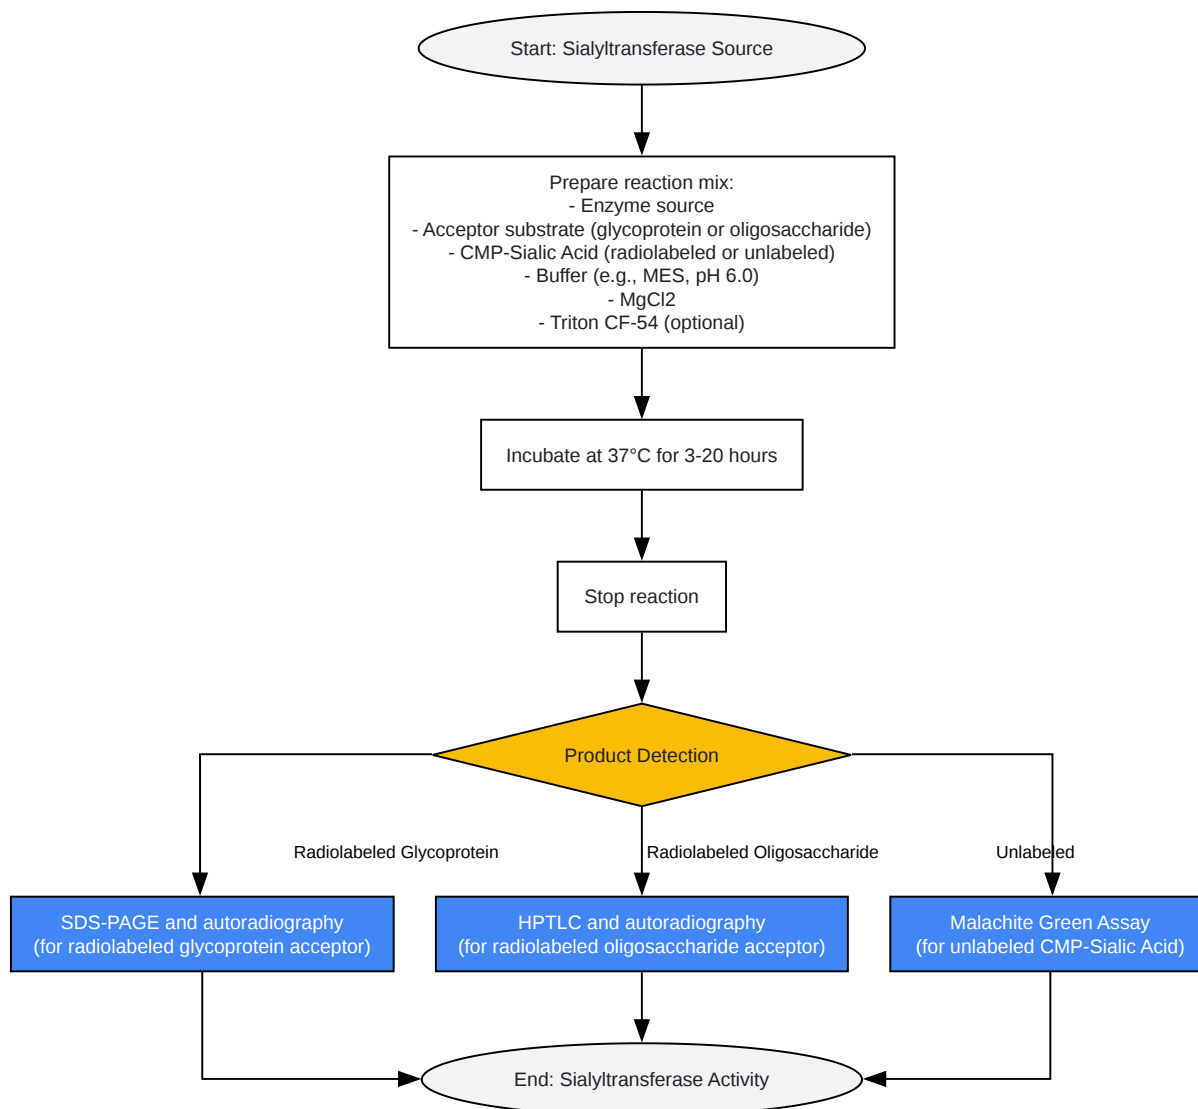 Start: Sialyltransferase Source
Prepare reaction mix:
- Enzyme source
- Acceptor substrate (glycoprotein or oligosaccharide)
- CMP-Sialic Acid (radiolabeled or unlabeled)
- Buffer (e.g., MES, pH 6.0)
- MgCl2
- Triton CF-54 (optional)
Incubate at 37°C for 3-20 hours
Stop reaction
Product Detection
Radiolabeled Glycoprotein
Radiolabeled Oligosaccharide
Unlabeled
SDS-PAGE and autoradiography
(for radiolabeled glycoprotein acceptor)
HPTLC and autoradiography
(for radiolabeled oligosaccharide acceptor)
Malachite Green Assay
(for unlabeled CMP-Sialic Acid)
End: Sialyltransferase Activity